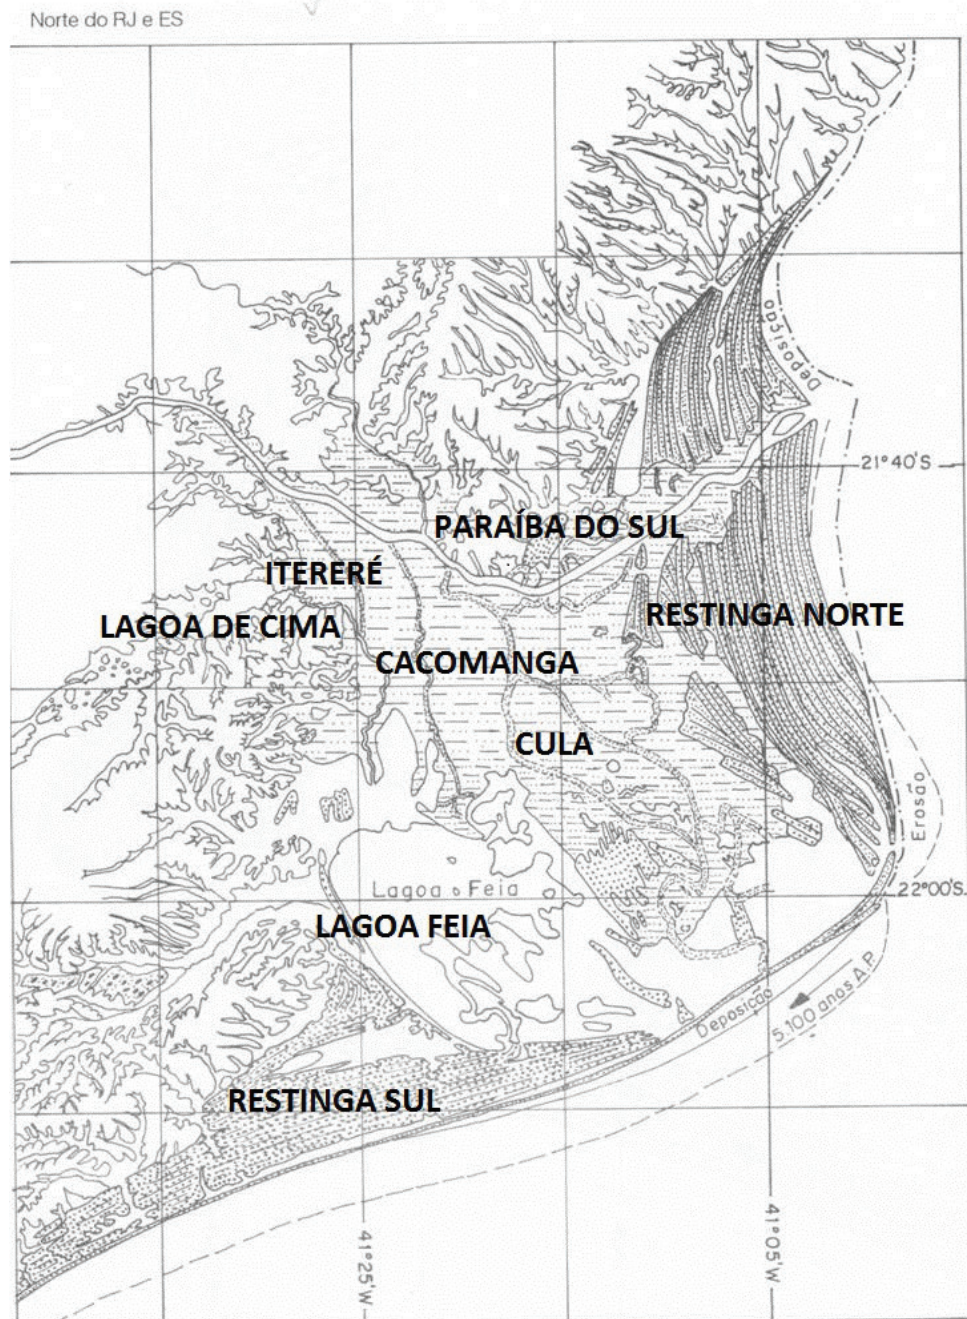 Norte do RJ e ES
Deposição
21°40'S
PARAÍBA DO SUL
ITERERÉ
RESTINGA NORTE
LAGOA DE CIMA
CACOMANGA
CULA
Erosão
Lagoa Feia
22°00'S.
LAGOA FEIA
Deposição
5.100 anos A.P.
RESTINGA SUL
41°25'W
41°05'W